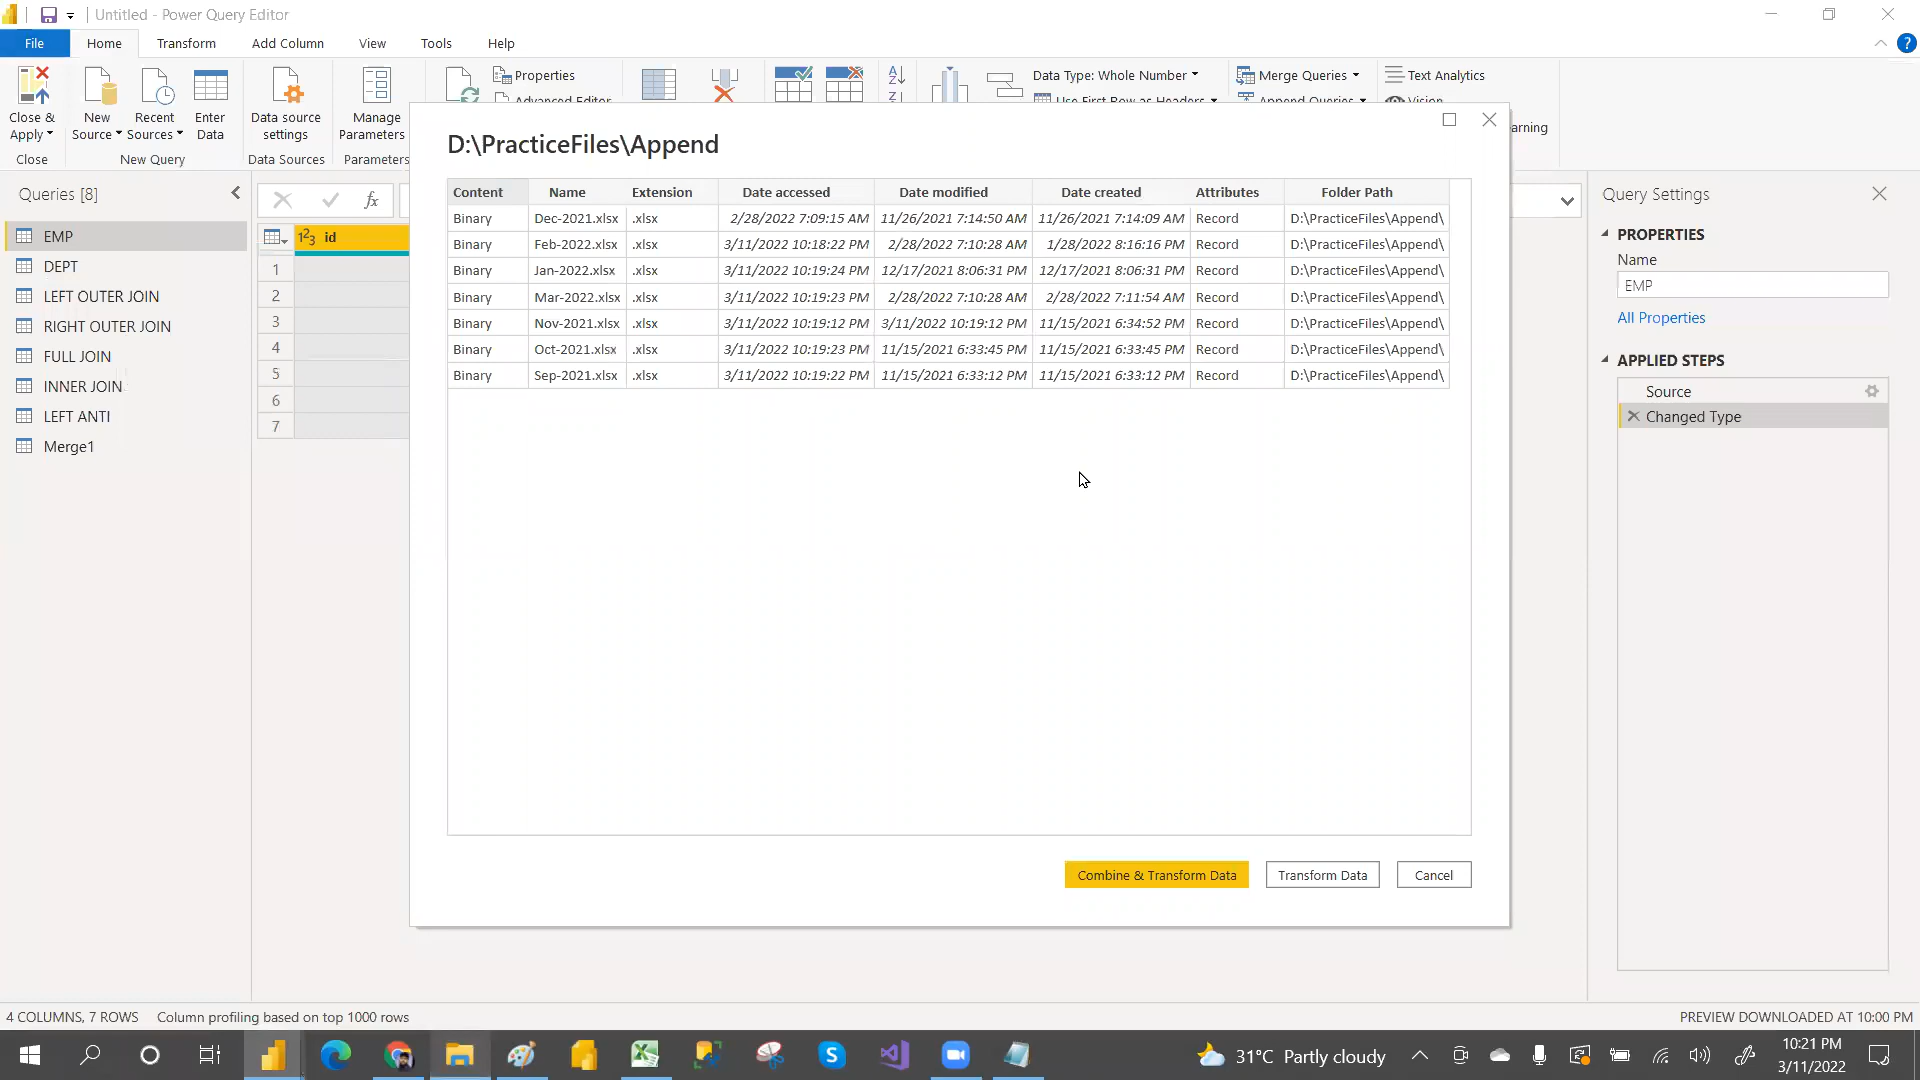 Untitled - Power Query Editor
File Home Transform Add Column View Tools Help
Close & Apply
New Source
Recent Sources
Enter Data
Data source settings
Manage Parameters
Properties
Advanced Editor
Data Type: Whole Number
Use First Row as Headers
Merge Queries
Append Queries
Text Analytics
Vision
arning
Close
New Query
Data Sources
Parameters
Queries [8]
EMP
DEPT
LEFT OUTER JOIN
RIGHT OUTER JOIN
FULL JOIN
INNER JOIN
LEFT ANTI
Merge1
fx
1 2 3 id
1
2
3
4
5
6
7
D:\PracticeFiles\Append
Content Name Extension Date accessed Date modified Date created Attributes Folder Path
Binary Dec-2021.xlsx .xlsx 2/28/2022 7:09:15 AM 11/26/2021 7:14:50 AM 11/26/2021 7:14:09 AM Record D:\PracticeFiles\Append\
Binary Feb-2022.xlsx .xlsx 3/11/2022 10:18:22 PM 2/28/2022 7:10:28 AM 1/28/2022 8:16:16 PM Record D:\PracticeFiles\Append\
Binary Jan-2022.xlsx .xlsx 3/11/2022 10:19:24 PM 12/17/2021 8:06:31 PM 12/17/2021 8:06:31 PM Record D:\PracticeFiles\Append\
Binary Mar-2022.xlsx .xlsx 3/11/2022 10:19:23 PM 2/28/2022 7:10:28 AM 2/28/2022 7:11:54 AM Record D:\PracticeFiles\Append\
Binary Nov-2021.xlsx .xlsx 3/11/2022 10:19:12 PM 3/11/2022 10:19:12 PM 11/15/2021 6:34:52 PM Record D:\PracticeFiles\Append\
Binary Oct-2021.xlsx .xlsx 3/11/2022 10:19:23 PM 11/15/2021 6:33:45 PM 11/15/2021 6:33:45 PM Record D:\PracticeFiles\Append\
Binary Sep-2021.xlsx .xlsx 3/11/2022 10:19:22 PM 11/15/2021 6:33:12 PM 11/15/2021 6:33:12 PM Record D:\PracticeFiles\Append\
Combine & Transform Data Transform Data Cancel
Query Settings
PROPERTIES
Name
EMP
All Properties
APPLIED STEPS
Source
Changed Type
4 COLUMNS, 7 ROWS Column profiling based on top 1000 rows
PREVIEW DOWNLOADED AT 10:00 PM
31°C Partly cloudy
10:21 PM
3/11/2022